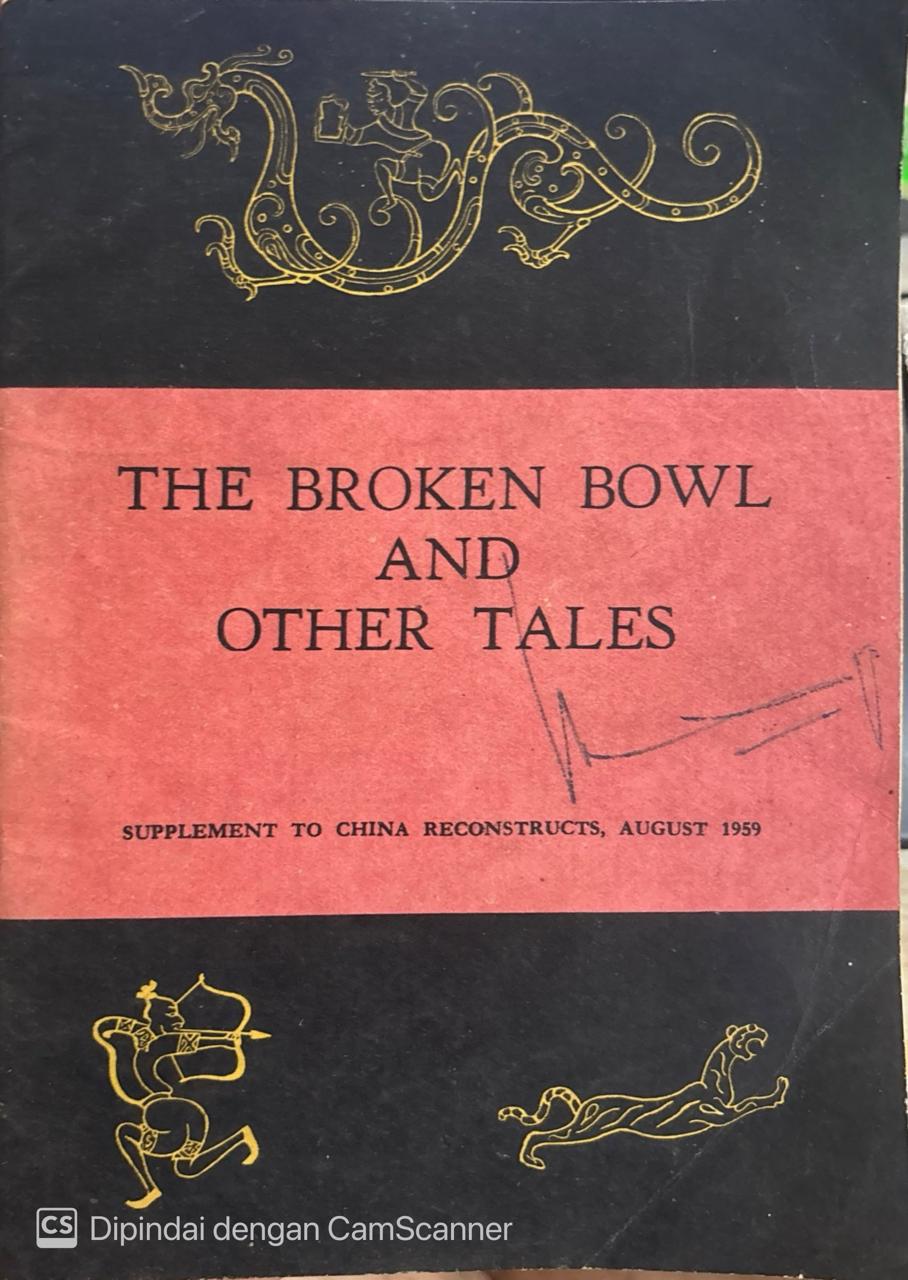 THE BROKEN BOWL
AND
OTHER TALES
SUPPLEMENT TO CHINA RECONSTRUCTS, AUGUST 1959
CS Dipindai dengan CamScanner